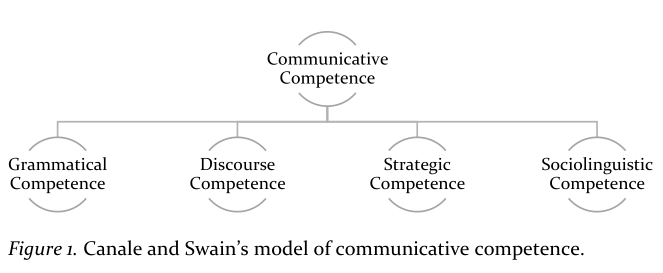 Communicative
Competence
Grammatical
Competence
Discourse
Competence
Strategic
Competence
Sociolinguistic
Competence
Figure 1. Canale and Swain’s model of communicative competence.